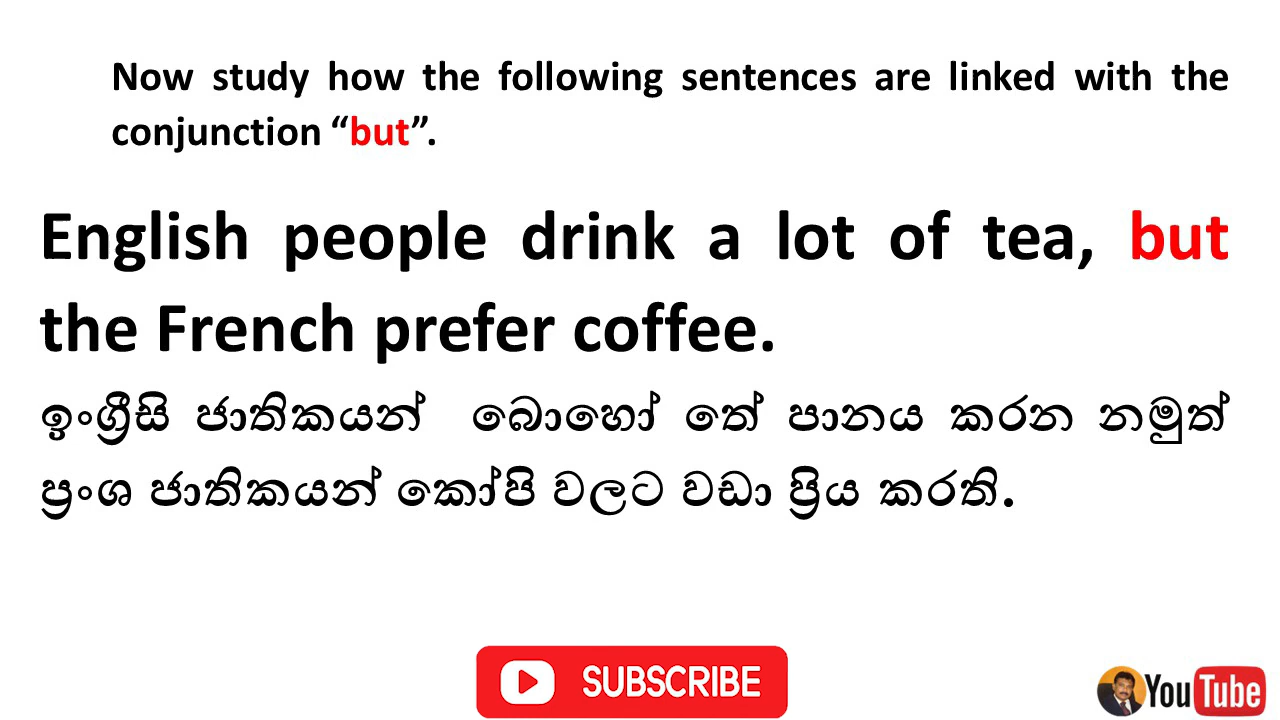 Now study how the following sentences are linked with the
conjunction “but”.
English people drink a lot of tea, but
the French prefer coffee.
ඉංග්‍රීසි ජාතිකයන් බොහෝ තේ පානය කරන නමුත්
ප්‍රංශ ජාතිකයන් කෝපි වලට වඩා ප්‍රිය කරති.
SUBSCRIBE
YouTube